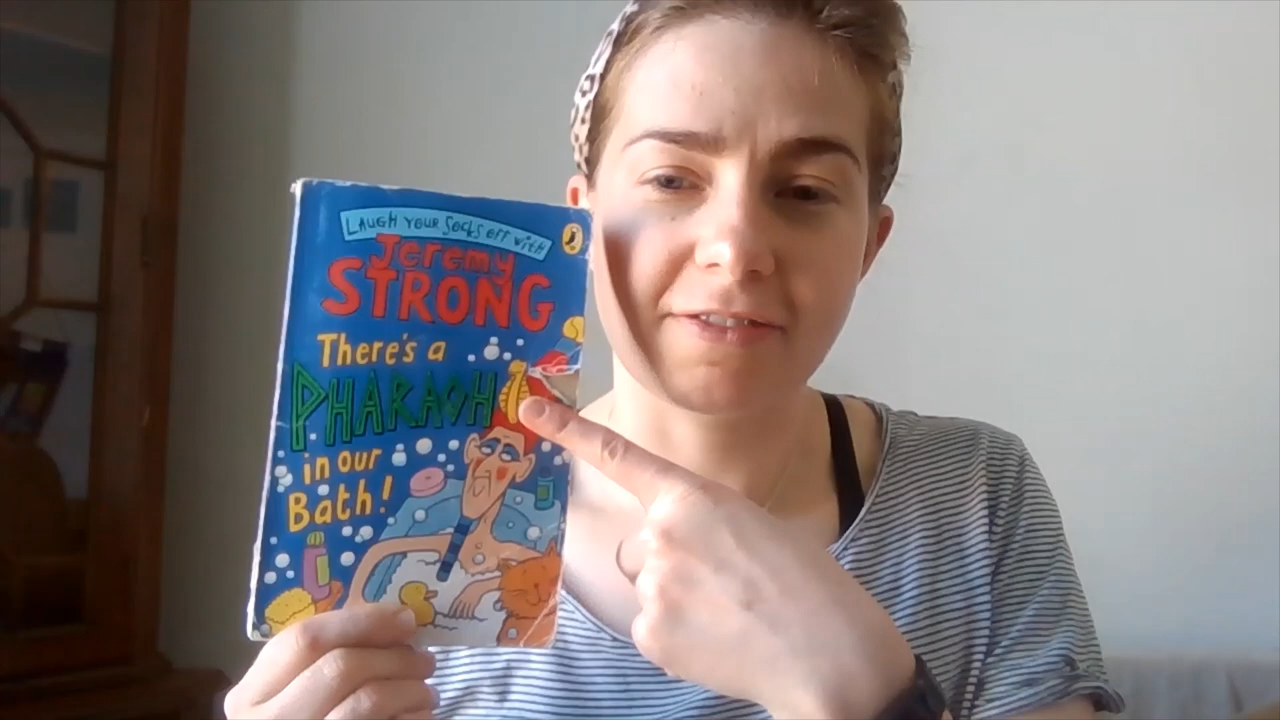 LAUGH YOUR SOCKS OFF WITH
Jeremy
STRONG
There's a
PHARAOH
in our
Bath!